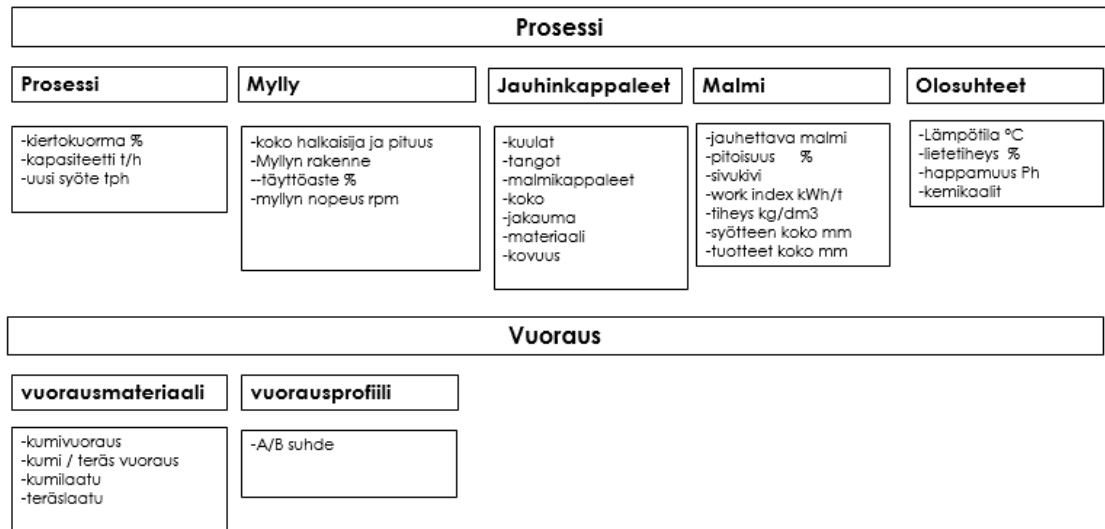 Prosessi
Prosessi
-kiertokuorma %
-kapasiteetti t/h
-uusi syöte tph
Mylly
-koko halkaisija ja pituus
-Myllyn rakenne
--täyttöaste %
-myllyn nopeus rpm
Jauhinkappaleet
-kuulat
-tangot
-malmikappaleet
-koko
-jakauma
-materiaali
-kovuus
Malmi
-jauhettava malmi
-pitoisuus %
-sivukivi
-work index kWh/t
-tiheys kg/dm3
-syötteen koko mm
-tuotteet koko mm
Olosuhteet
-Lämpötila ºC
-lietetiheys %
-happamuus Ph
-kemikaalit
Vuoraus
vuorausmateriaali
-kumivuoraus
-kumi / teräs vuoraus
-kumilaatu
-teräslaatu
vuorausprofiili
-A/B suhde